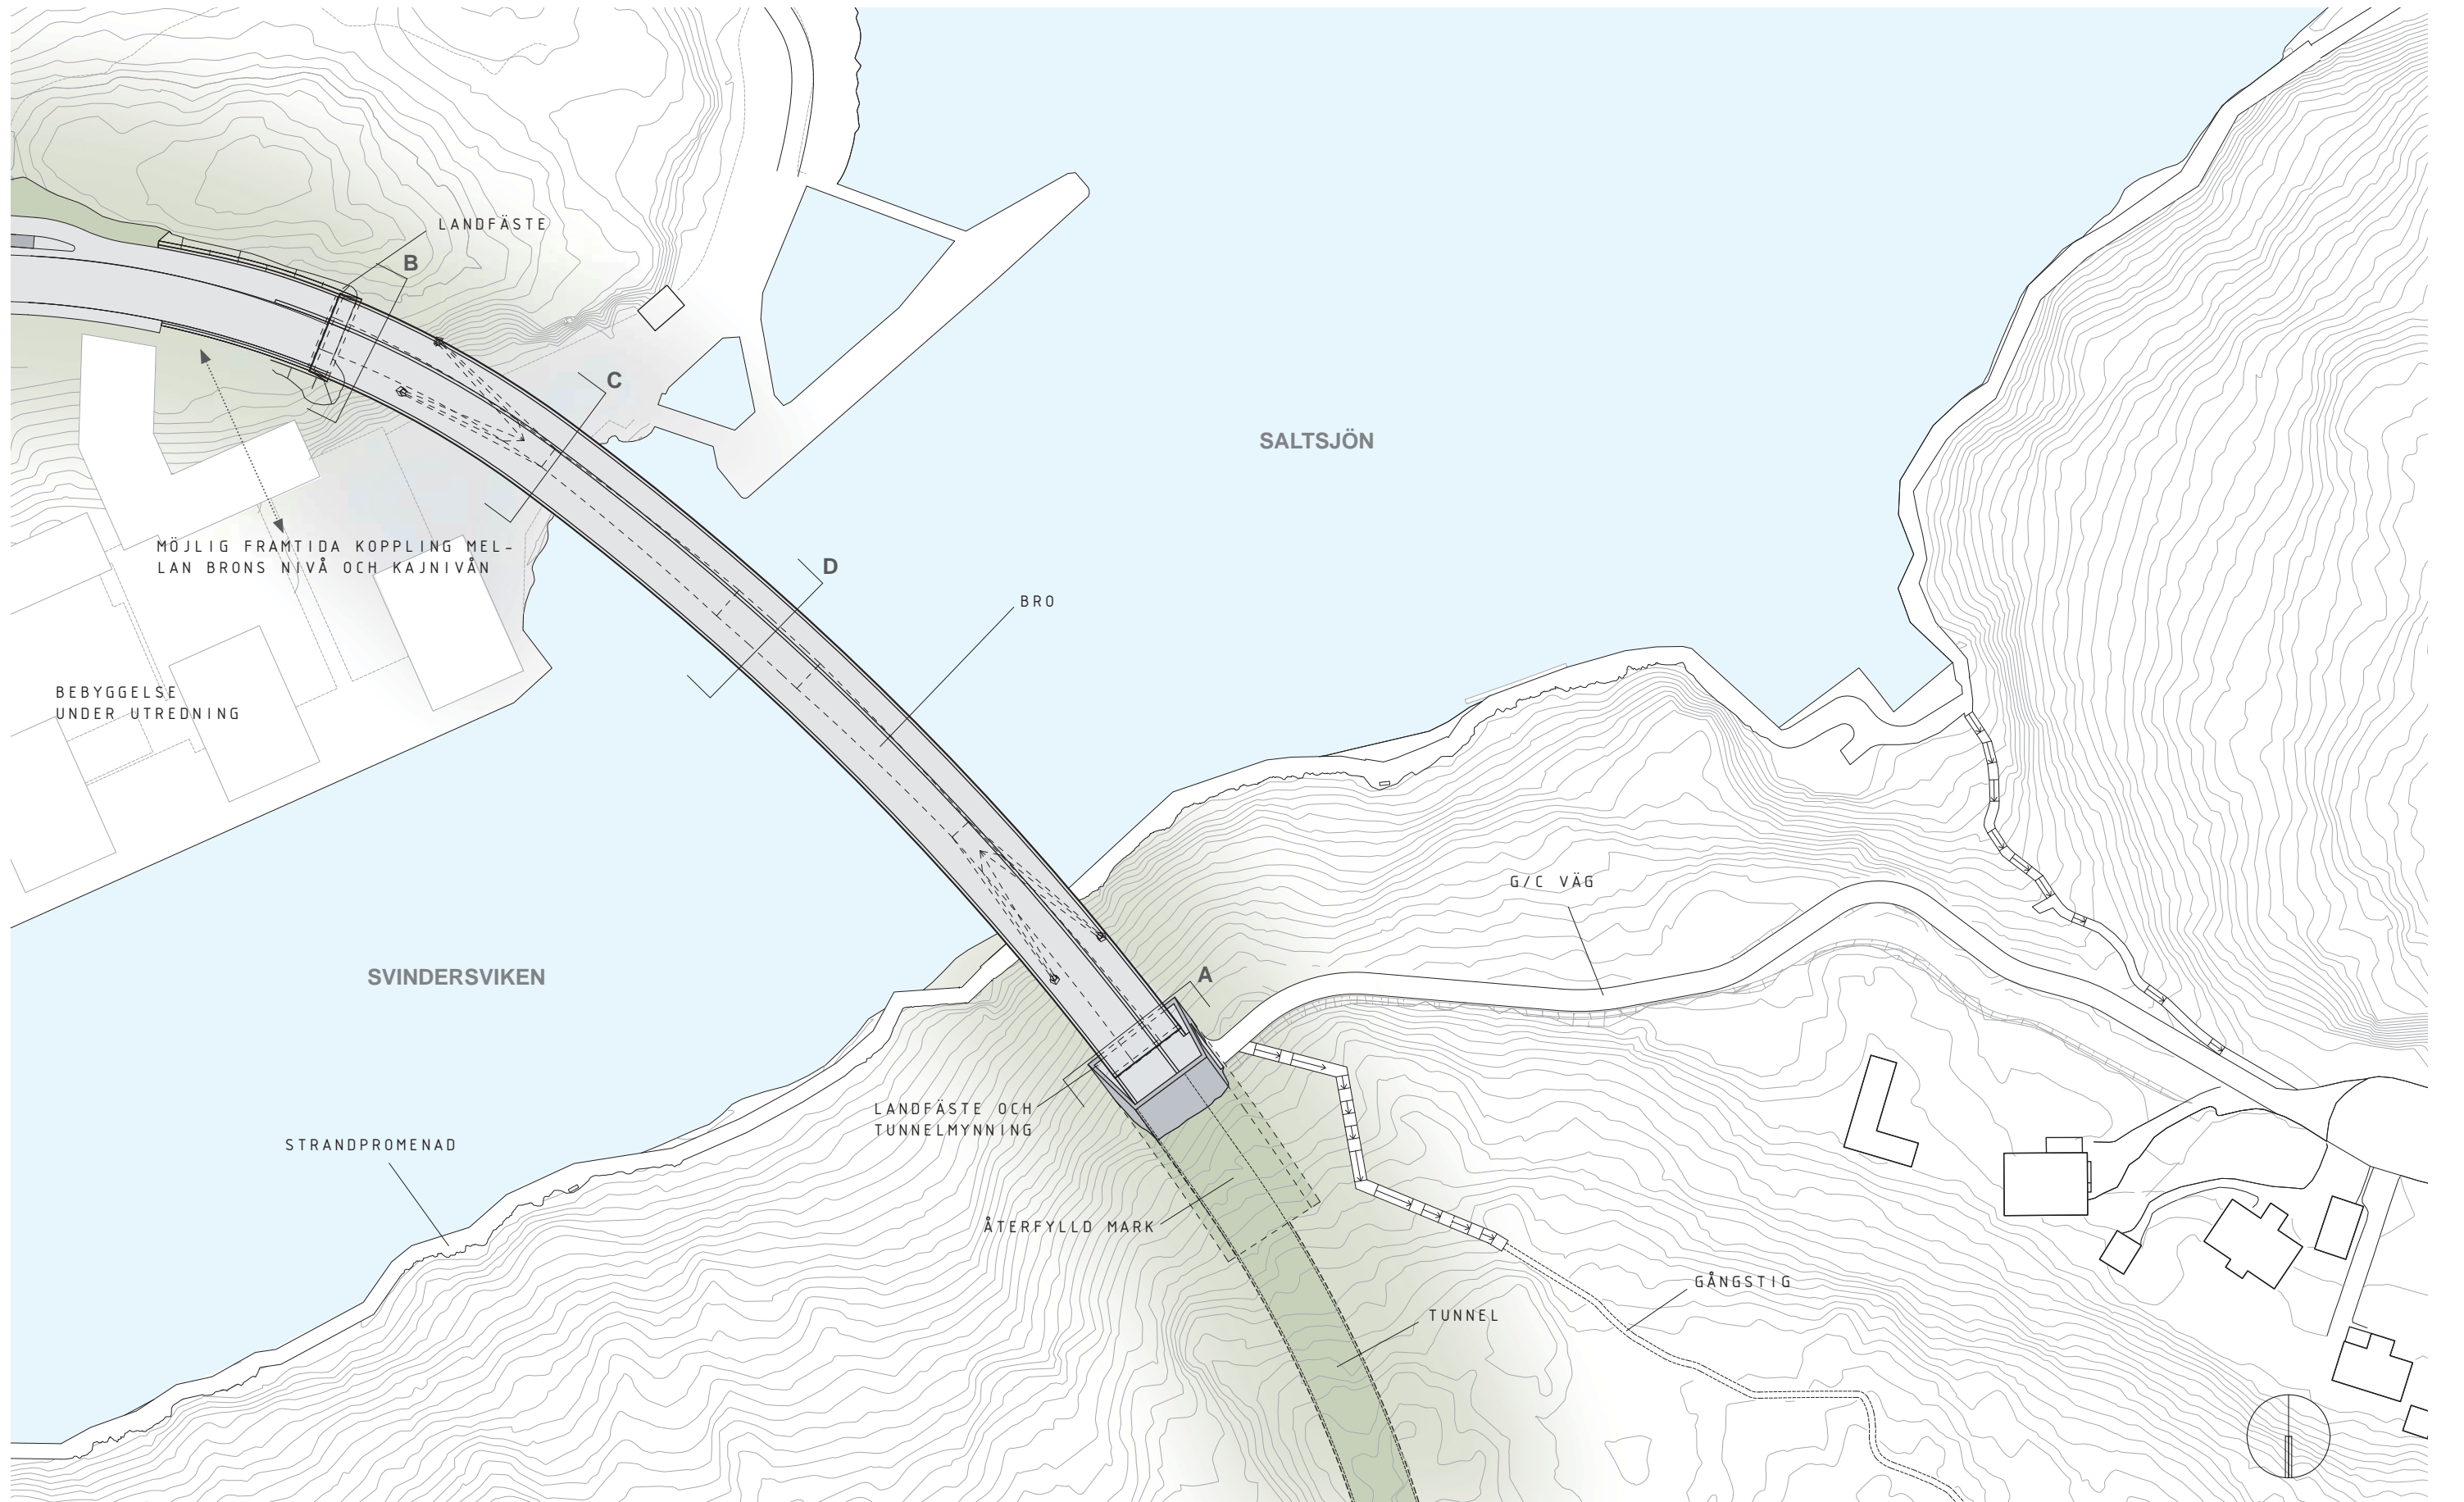 LANDFÄSTE
B
C
SALTSJÖN
MÖJLIG FRAMTIDA KOPPLING MEL-
LAN BRONS NIVÅ OCH KAJNIVÅN
D
BRO
BEBYGGELSE
UNDER UTREDNING
G/C VÄG
SVINDERSVIKEN
A
LANDFÄSTE OCH
TUNNELMYNNING
STRANDPROMENAD
ÅTERFYLLD MARK
GÅNGSTIG
TUNNEL